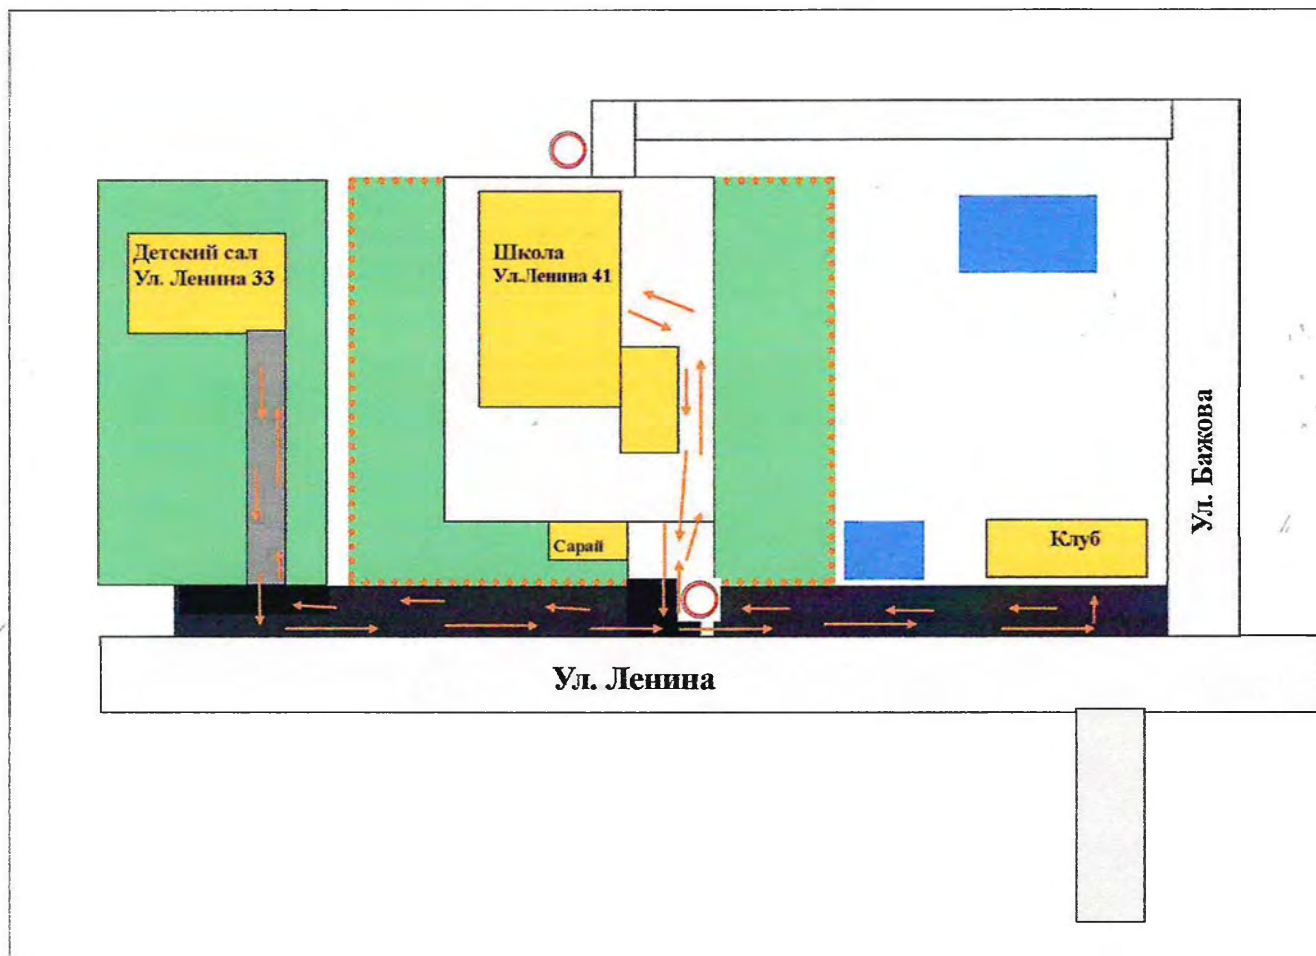 Детский сал
Ул. Ленина 33
Школа
Ул.Ленина 41
Сарай
Клуб
Ул. Бажова
Ул. Ленина